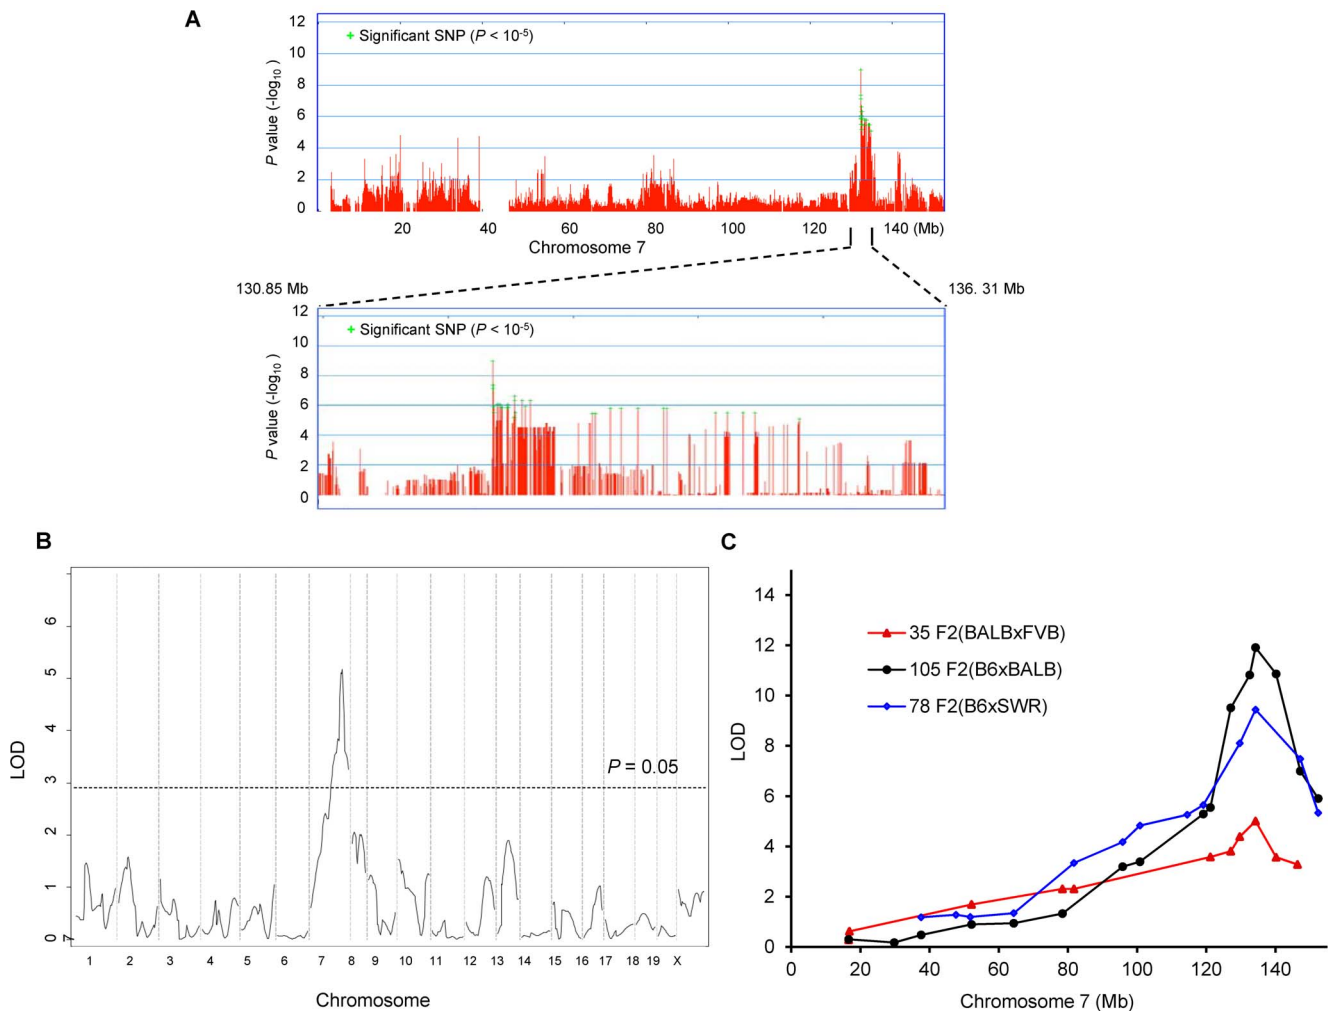 A
12
10
8
6
4
2
0
P value (-log10)
+ Significant SNP (P < 10-5)
20 40 60 80 100 120 140 (Mb)
Chromosome 7
130.85 Mb
136. 31 Mb
12
10
8
6
4
2
0
P value (-log10)
+ Significant SNP (P < 10-5)
B
6
5
4
3
2
1
0
7
LOD
P = 0.05
1 2 3 4 5 6 7 8 9 10 11 12 13 14 15 16 17 18 19 X
Chromosome
C
14
12
10
8
6
4
2
0
LOD
35 F2(BALBxFVB)
105 F2(B6xBALB)
78 F2(B6xSWR)
0 20 40 60 80 100 120 140
Chromosome 7 (Mb)